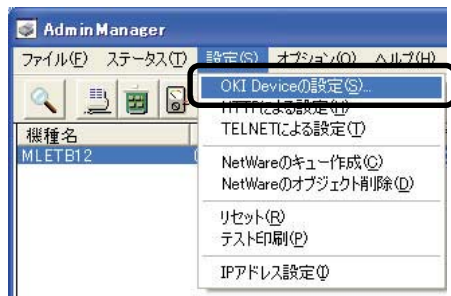 AdminManager
ファイル(F) ステータス(T) 設定(S) オプション(O) ヘルプ(H)
OKI Deviceの設定(S)...
HTTPによる設定(H)
TELNETによる設定(T)
機種名
MLETB12
NetWareのキュー作成(C)
NetWareのオブジェクト削除(D)
リセット(R)
テスト印刷(P)
IPアドレス設定(I)